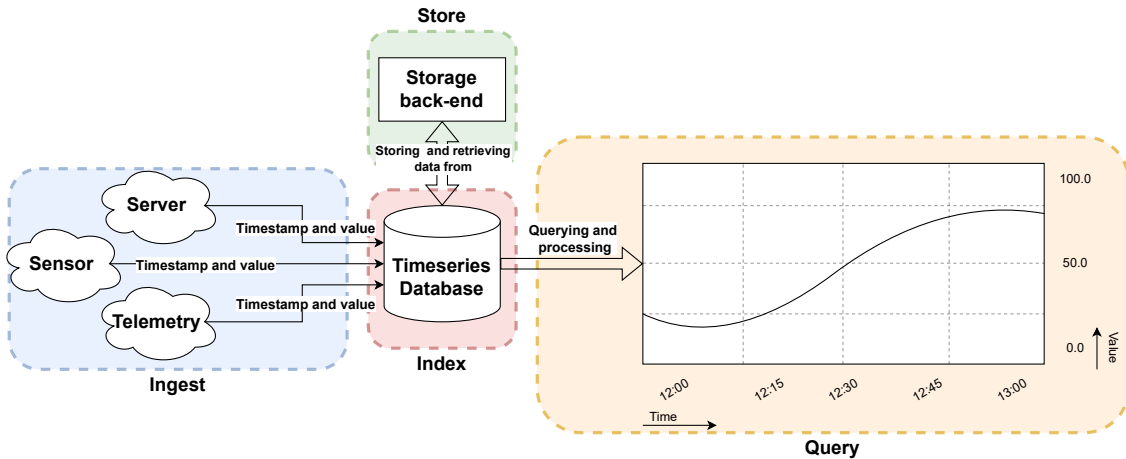 Store
Storage
back-end
Storing and retrieving
data from
Server
Timestamp and value
Sensor
Timestamp and value
Telemetry
Timestamp and value
Ingest
Timeseries
Database
Index
Querying and
processing
100.0
50.0
0.0
Value
12:00
12:15
12:30
12:45
13:00
Time
Query